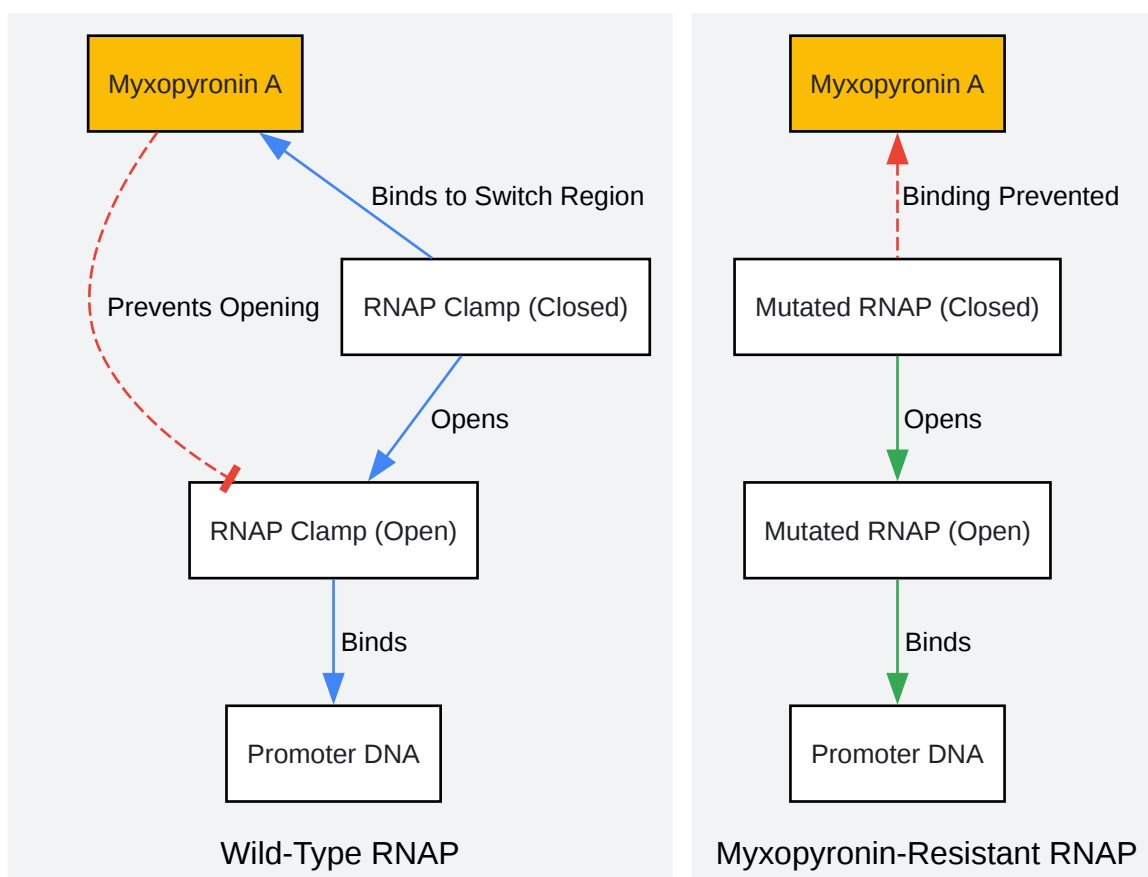 Myxopyronin A
Binds to Switch Region
Prevents Opening
RNAP Clamp (Closed)
Opens
RNAP Clamp (Open)
Binds
Promoter DNA
Wild-Type RNAP
Myxopyronin A
Binding Prevented
Mutated RNAP (Closed)
Opens
Mutated RNAP (Open)
Binds
Promoter DNA
Myxopyronin-Resistant RNAP